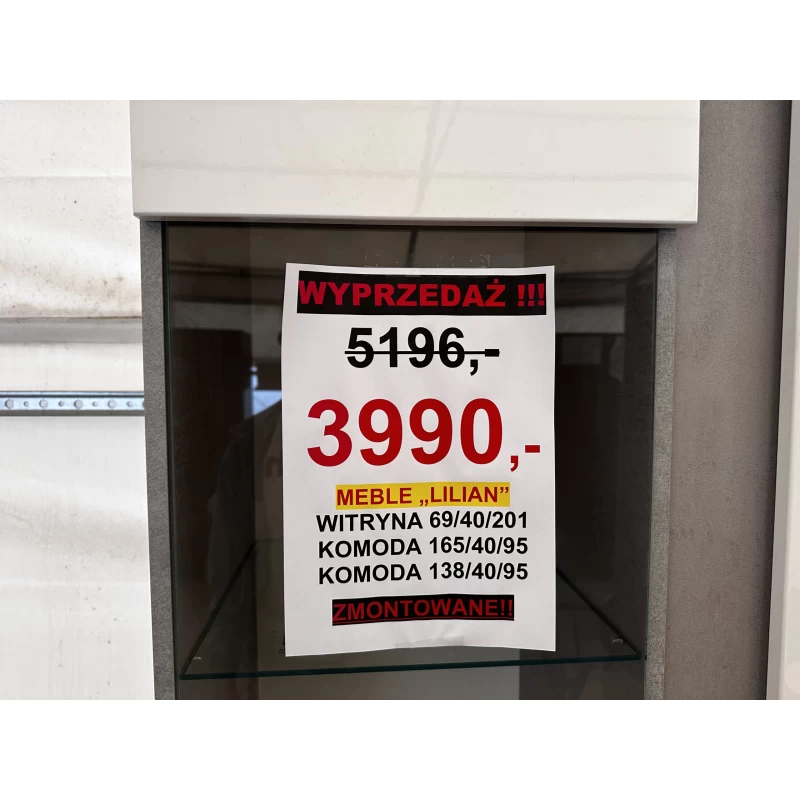 WYPRZEDAŻ !!!
5196,-
3990,-
MEBLE „LILIAN”
WITRYNA 69/40/201
KOMODA 165/40/95
KOMODA 138/40/95
ZMONTOWANE!!